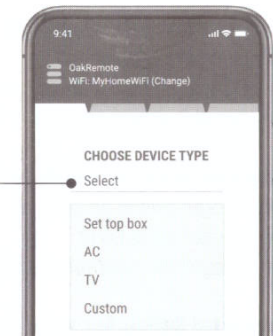 9:41
OakRemote
WiFi: MyHomeWiFi (Change)
CHOOSE DEVICE TYPE
Select
Set top box
AC
TV
Custom